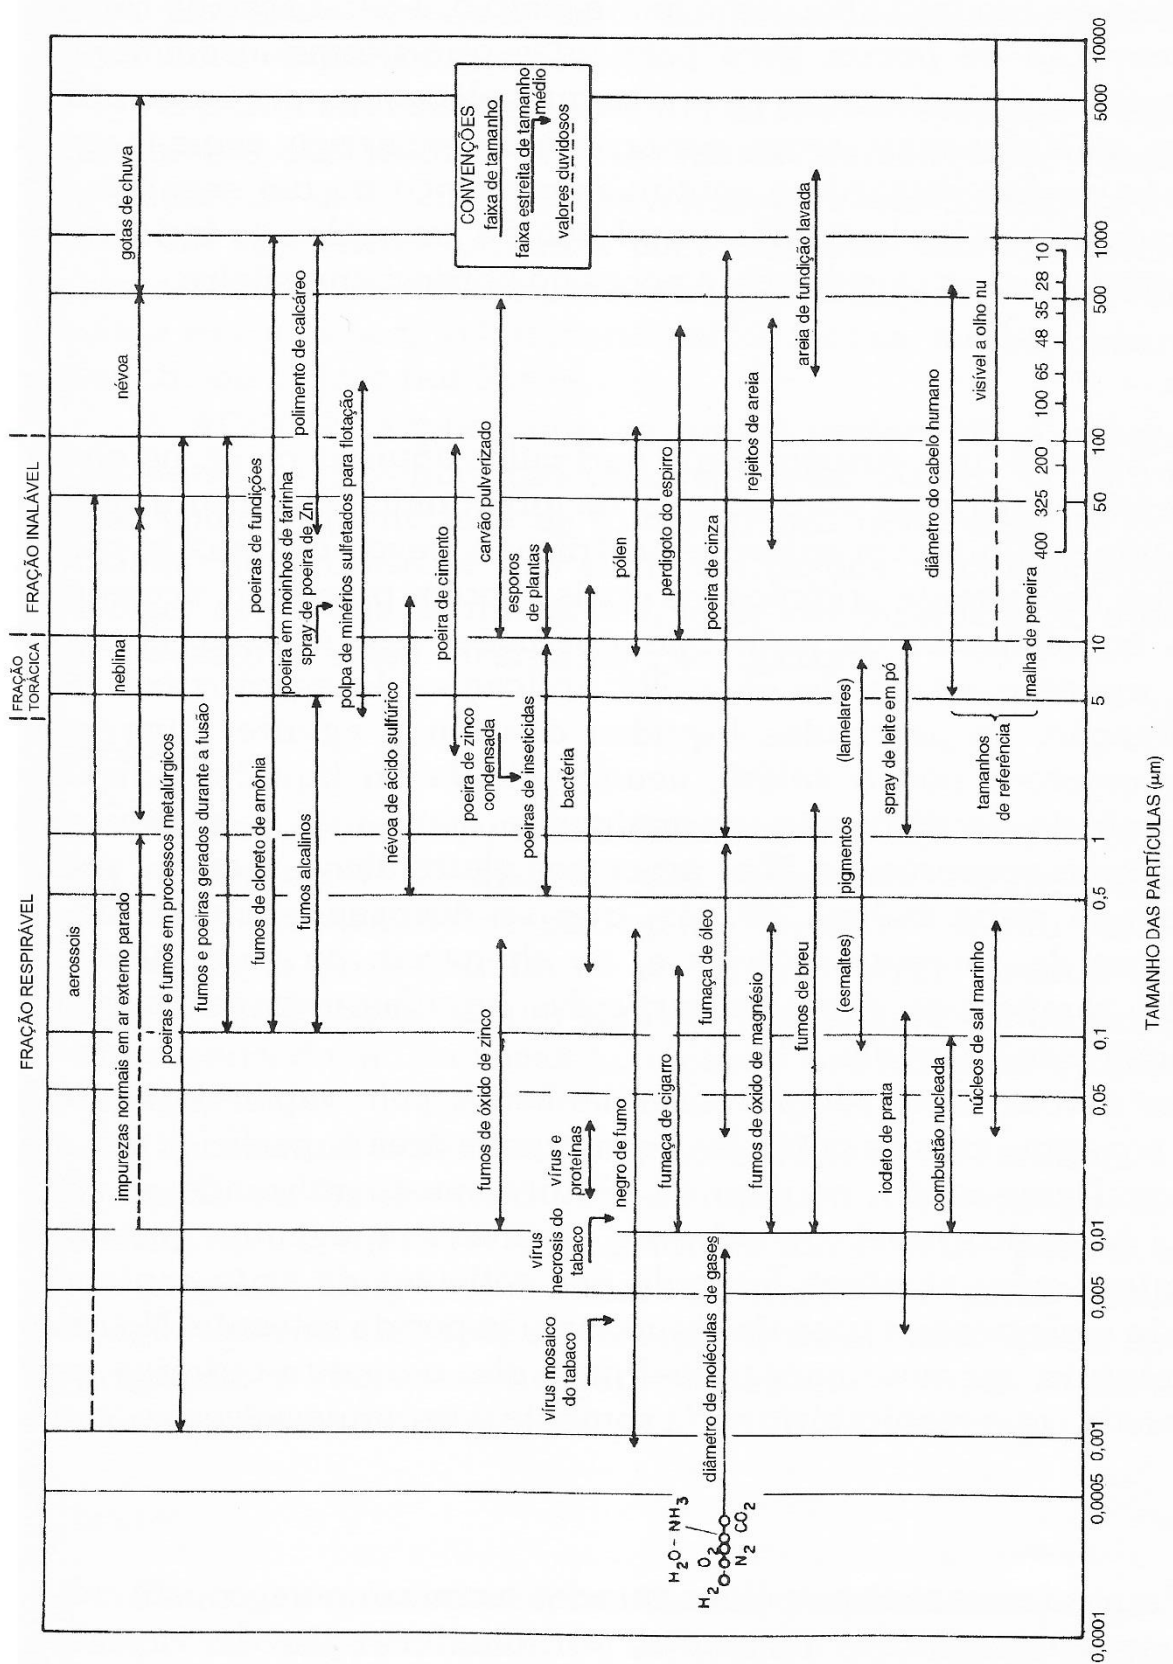 FRAÇÃO RESPIRÁVEL
FRAÇÃO
TORÁCICA
FRAÇÃO INALÁVEL
aerossois
impurezas normais em ar externo parado
neblina
névoa
gotas de chuva
poeiras e fumos em processos metalúrgicos
fumos e poeiras gerados durante a fusão
poeiras de fundições
fumos de cloreto de amônia
poeira em moinhos de farinha
fumos alcalinos
spray de poeira de Zn
polimento de calcáreo
polpa de minérios sulfetados para flotação
névoa de ácido sulfúrico
poeira de cimento
CONVENÇÕES
faixa de tamanho
faixa estreita de tamanho
médio
valores duvidosos
fumos de óxido de zinco
poeira de zinco
condensada
carvão pulverizado
poeiras de inseticidas
esporos
de plantas
vírus mosaico
do tabaco
vírus
necrosis do
tabaco
vírus e
proteínas
bactéria
negro de fumo
pólen
fumaça de cigarro
perdigoto do espirro
H2O - NH3
H2 O2 N2 CO2
diâmetro de moléculas de gases
fumaça de óleo
poeira de cinza
fumos de óxido de magnésio
rejeitos de areia
fumos de breu
areia de fundição lavada
(esmaltes) pigmentos (lamelares)
iodeto de prata
spray de leite em pó
combustão nucleada
diâmetro do cabelo humano
núcleos de sal marinho
tamanhos
de referência
visível a olho nu
malha de peneira 400 325 200 100 65 48 35 28 10
0,0001 0,0005 0,001 0,005 0,01 0,05 0,1 0,5 1 5 10 50 100 500 1000 5000 10000
TAMANHO DAS PARTÍCULAS (μm)